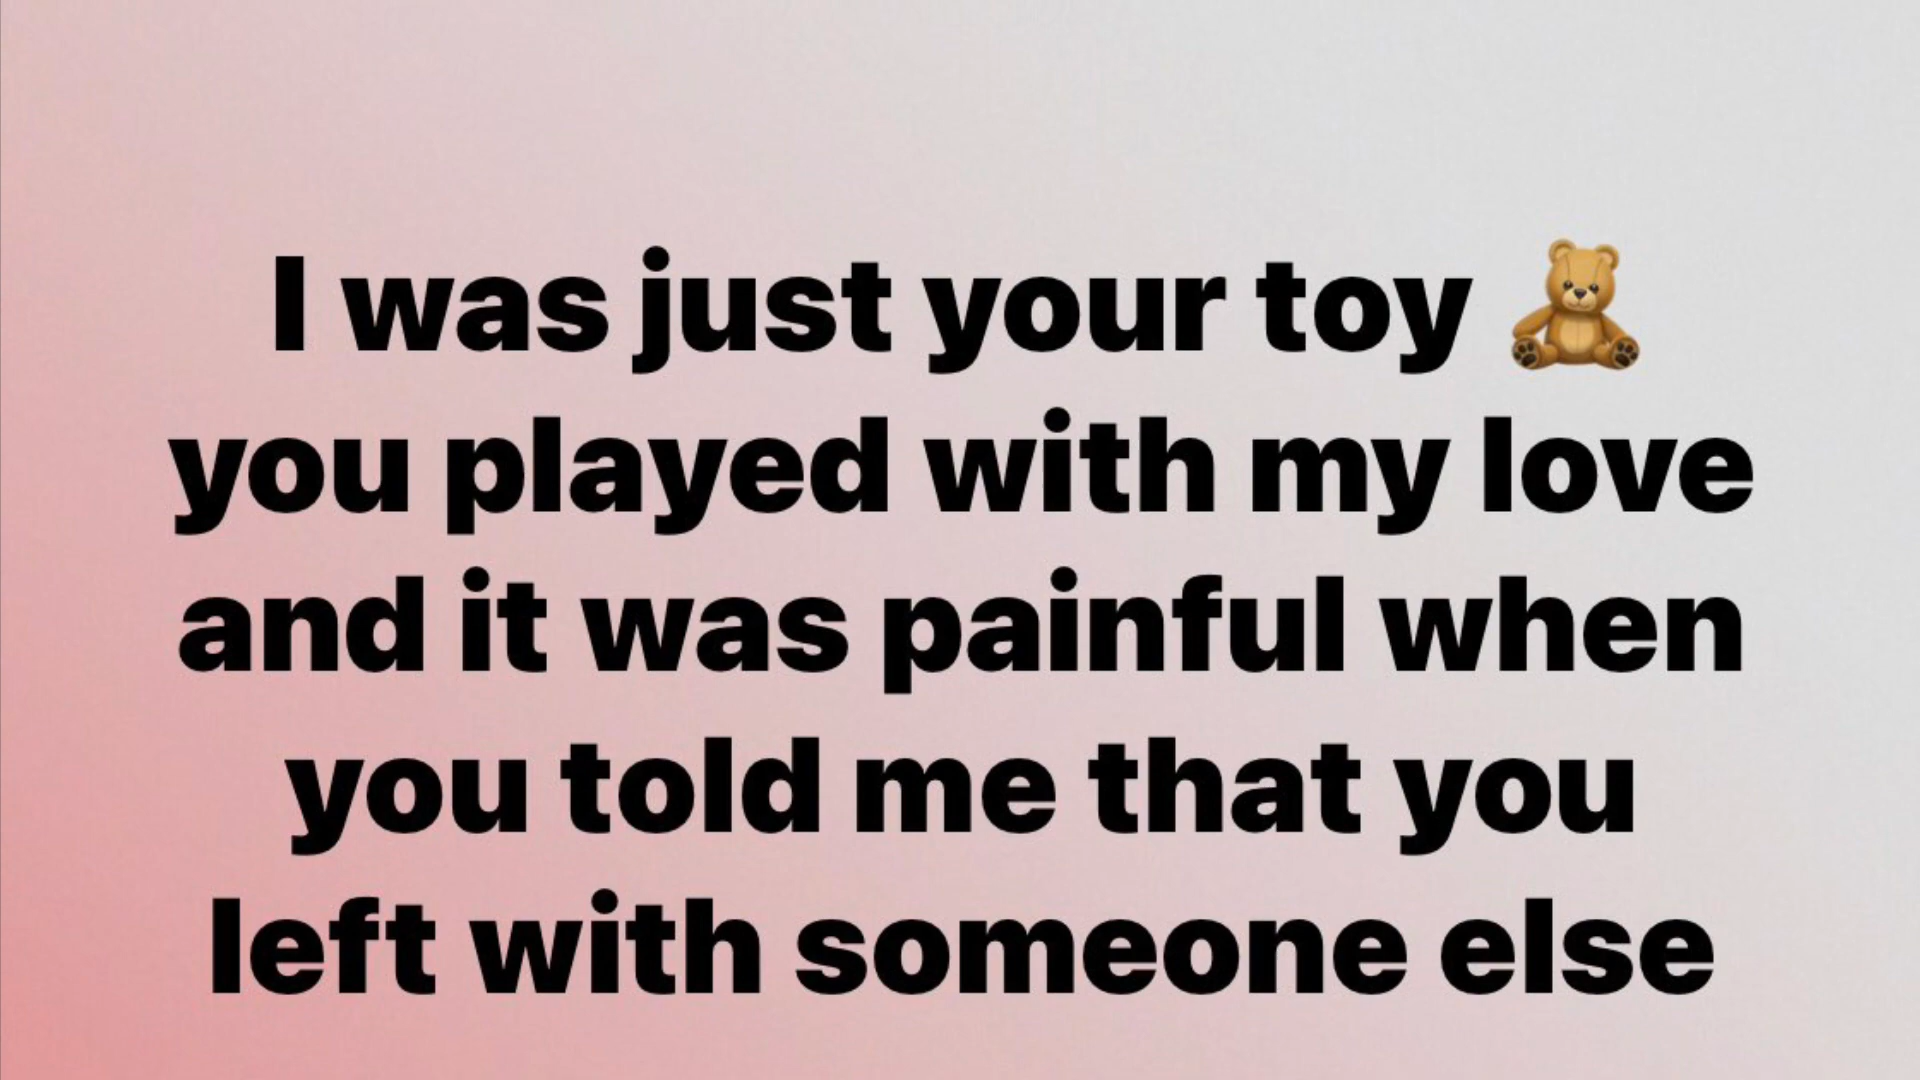 I was just your toy 🧸
you played with my love
and it was painful when
you told me that you
left with someone else